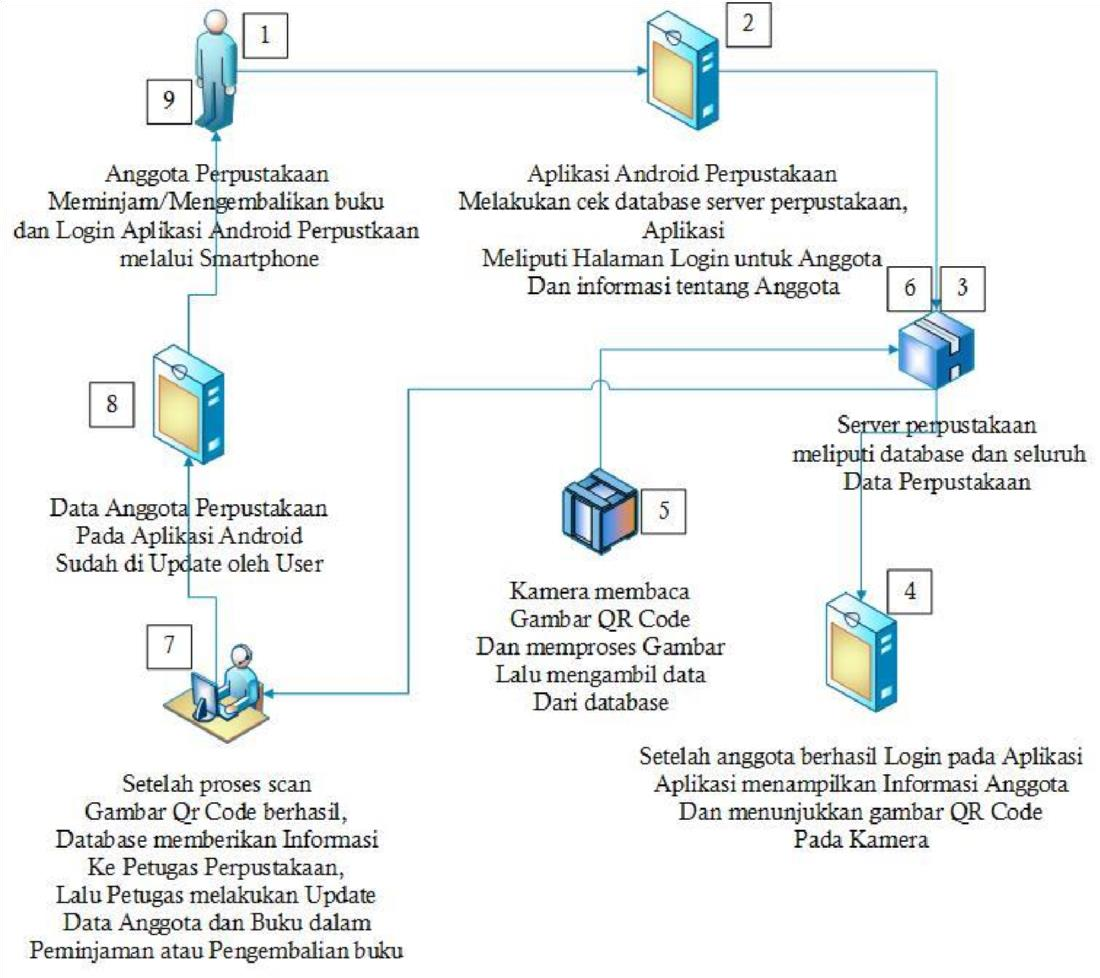 1
9
Anggota Perpustakaan
Meminjam/Mengembalikan buku
dan Login Aplikasi Android Perpustkaan
melalui Smartphone
2
Aplikasi Android Perpustakaan
Melakukan cek database server perpustakaan,
Aplikasi
Meliputi Halaman Login untuk Anggota
Dan informasi tentang Anggota
6
3
Server perpustakaan
meliputi database dan seluruh
Data Perpustakaan
4
Setelah anggota berhasil Login pada Aplikasi
Aplikasi menampilkan Informasi Anggota
Dan menunjukkan gambar QR Code
Pada Kamera
5
Kamera membaca
Gambar QR Code
Dan memproses Gambar
Lalu mengambil data
Dari database
7
Setelah proses scan
Gambar Qr Code berhasil,
Database memberikan Informasi
Ke Petugas Perpustakaan,
Lalu Petugas melakukan Update
Data Anggota dan Buku dalam
Peminjaman atau Pengembalian buku
8
Data Anggota Perpustakaan
Pada Aplikasi Android
Sudah di Update oleh User